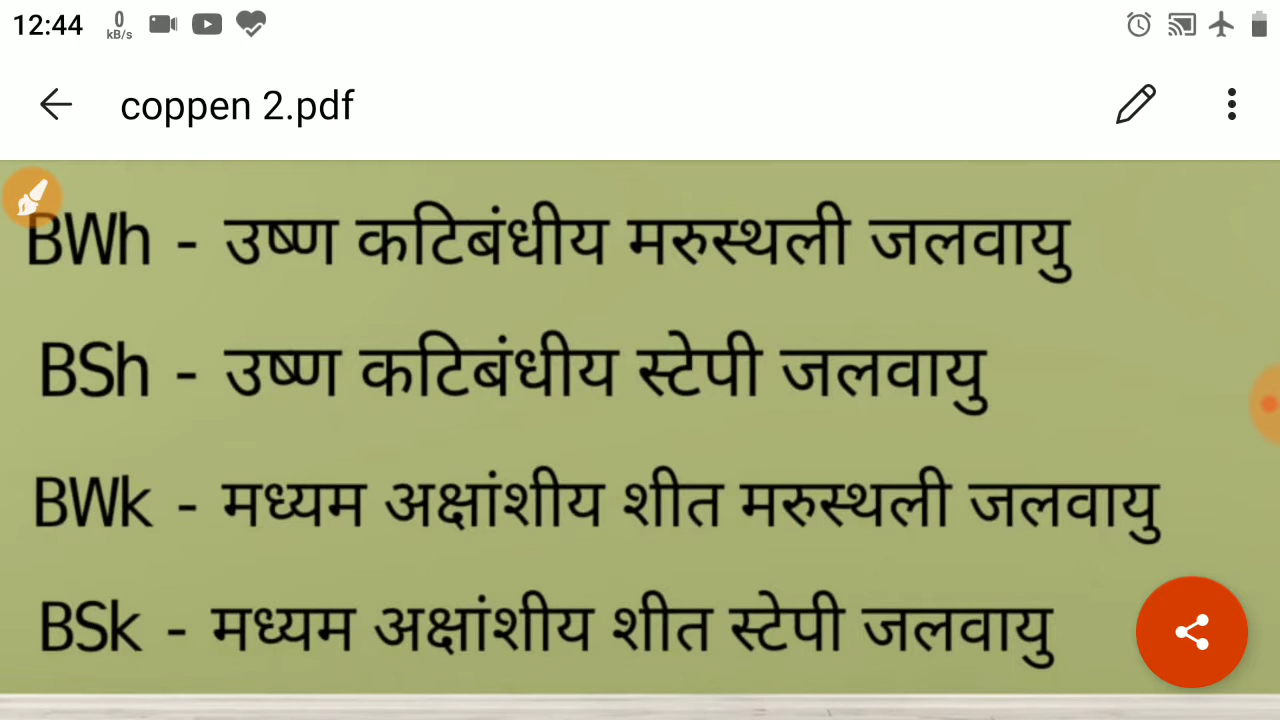 12:44 0 kB/s
coppen 2.pdf
BWh - उष्ण कटिबंधीय मरुस्थली जलवायु
BSh - उष्ण कटिबंधीय स्टेपी जलवायु
BWk - मध्यम अक्षांशीय शीत मरुस्थली जलवायु
BSk - मध्यम अक्षांशीय शीत स्टेपी जलवायु